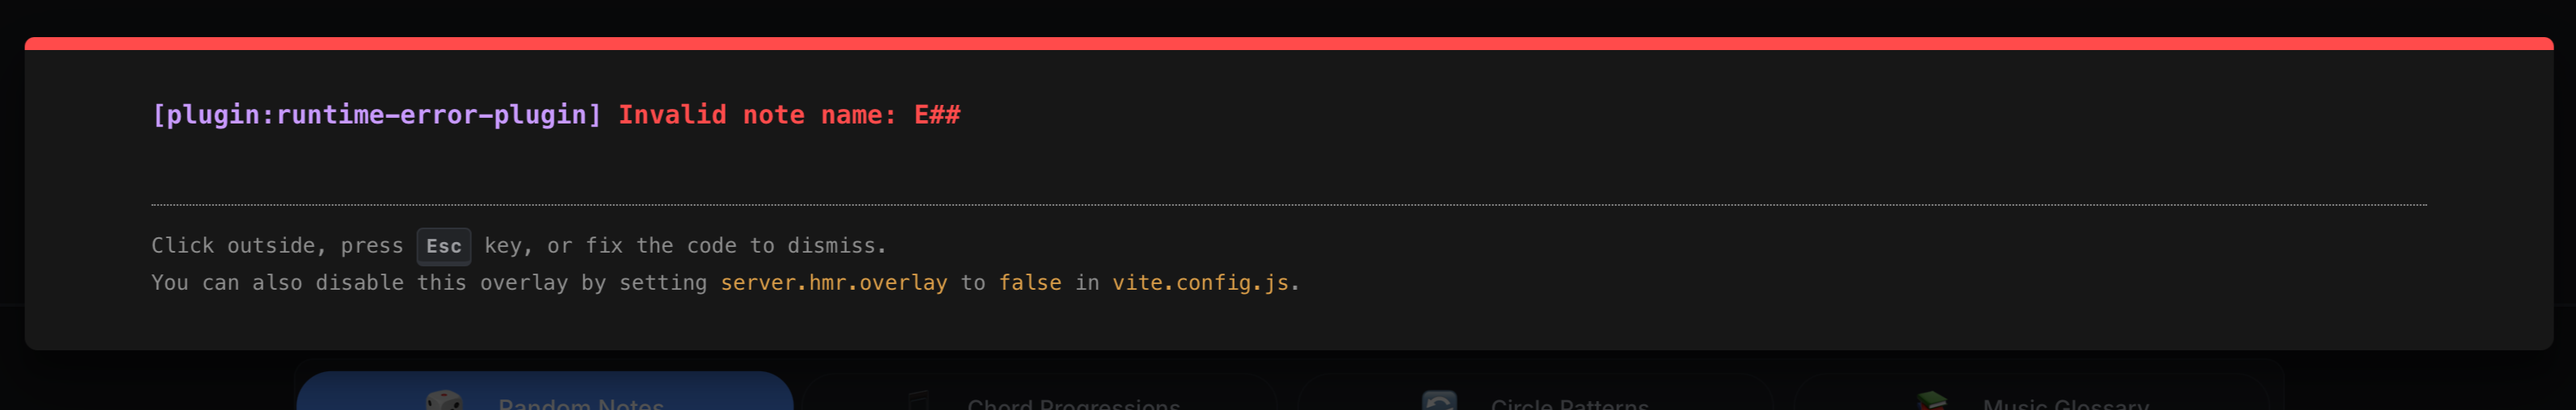 [plugin:runtime-error-plugin] Invalid note name: E##
Click outside, press Esc key, or fix the code to dismiss.
You can also disable this overlay by setting server.hmr.overlay to false in vite.config.js.
Random Notes
Chord Progressions
Circle Patterns
Music Glossary